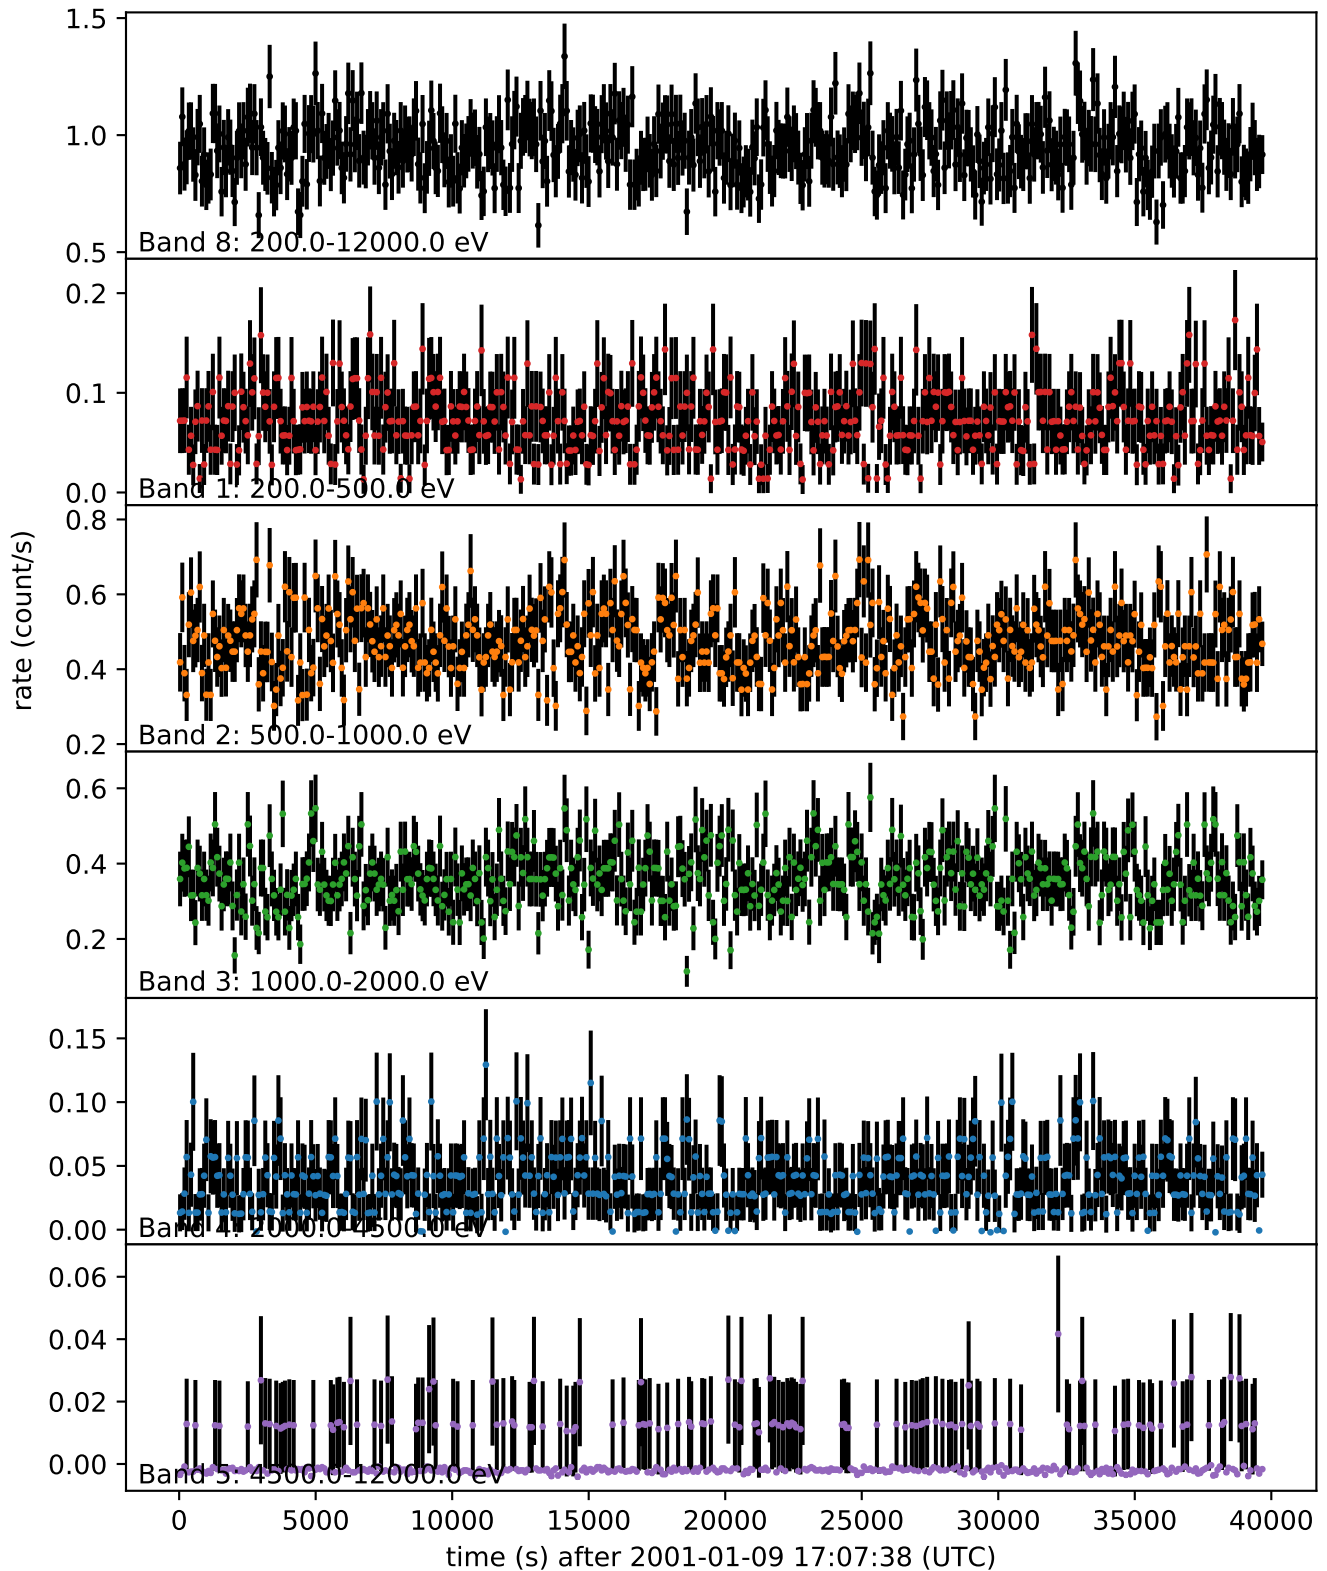 1.5
1.0
0.5
Band 8: 200.0-12000.0 eV
0.2
0.1
0.0
Band 1: 200.0-500.0 eV
0.8
0.6
0.4
0.2
Band 2: 500.0-1000.0 eV
rate (count/s)
0.6
0.4
0.2
Band 3: 1000.0-2000.0 eV
0.15
0.10
0.05
0.00
Band 4: 2000.0-4500.0 eV
0.06
0.04
0.02
0.00
Band 5: 4500.0-12000.0 eV
0 5000 10000 15000 20000 25000 30000 35000 40000
time (s) after 2001-01-09 17:07:38 (UTC)